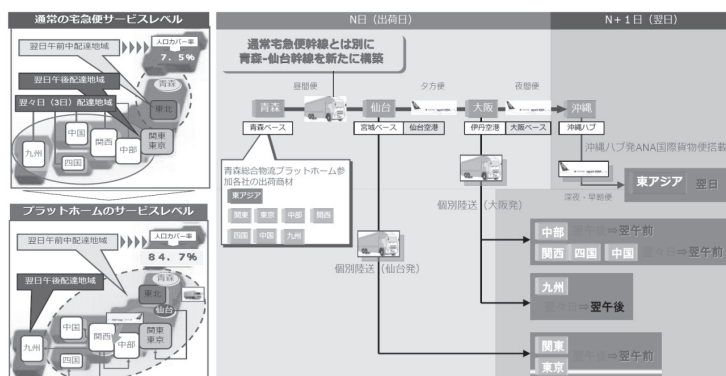 通常の宅急便サービスレベル
翌日午前中配達地域
人口カバー率
7.5%
翌日午後配達地域
翌々日（3日）配達地域
青森
東北
関東
東京
中部
関西
中国
四国
九州
プラットホームのサービスレベル
翌日午前中配達地域
人口カバー率
84.7%
翌日午後配達地域
青森
東北
仙台
関東
東京
中部
関西
中国
四国
九州
N日（出荷日）
N+1日（翌日）
通常宅急便幹線とは別に
青森-仙台幹線を新たに構築
昼間便
夕方便
夜間便
青森
仙台
大阪
沖縄
青森ベース
宮城ベース
仙台空港
伊丹空港
大阪ベース
沖縄ハブ
青森総合物流プラットホーム参
加各社の出荷商材
東アジア
関東 東京 中部 関西
四国 中国 九州
沖縄ハブ発ANA国際貨物便搭載
深夜・早朝便
東アジア 翌日
個別陸送（大阪発）
個別陸送（仙台発）
中部 ⇒翌午前
関西 四国 中国 ⇒翌午前
九州
⇒翌午後
関東
東京
⇒翌午前